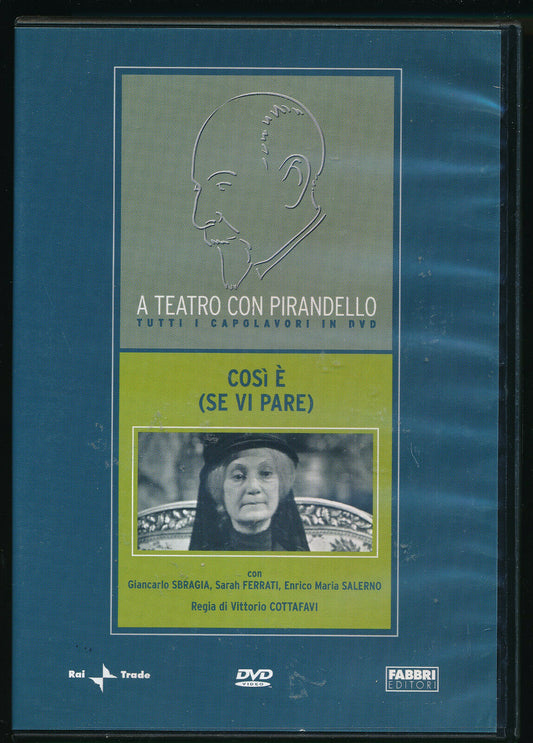 A TEATRO CON PIRANDELLO
TUTTI I CAPOLAVORI IN DVD
COSÌ È
(SE VI PARE)
con
Giancarlo SBRAGIA, Sarah FERRATI, Enrico Maria SALERNO
Regia di Vittorio COTTAFAVI
Rai Trade
DVD
VIDEO
FABBRI
EDITORI